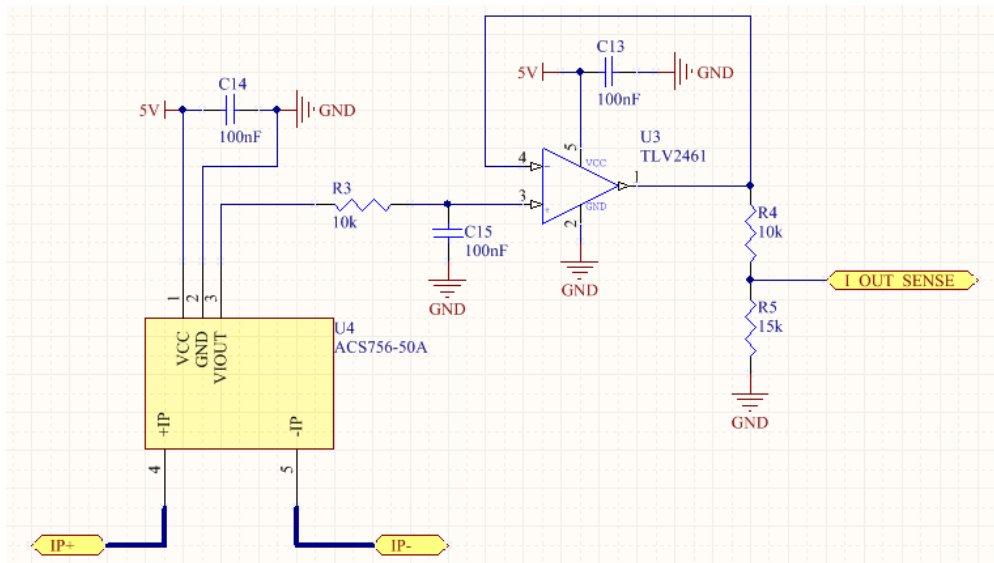 C13
5V
GND
100nF
C14
5V
GND
100nF
U3
TLV2461
5
VCC
4
-
1
3
+
GND
2
GND
R3
10k
C15
100nF
GND
R4
10k
I OUT SENSE
R5
15k
GND
1
2
3
U4
ACS756-50A
VCC
GND
VIOUT
+IP
-IP
4
5
IP+
IP-